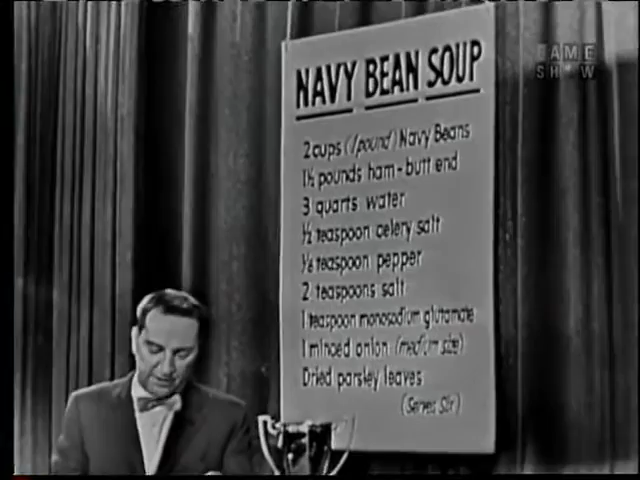 GAME
SHOW
NAVY BEAN SOUP
2 cups (1 pound) Navy Beans
1½ pounds ham-butt end
3 quarts water
½ teaspoon celery salt
⅛ teaspoon pepper
2 teaspoons salt
1 teaspoon monosodium glutamate
1 minced onion (medium size)
Dried parsley leaves
(Serves Six)